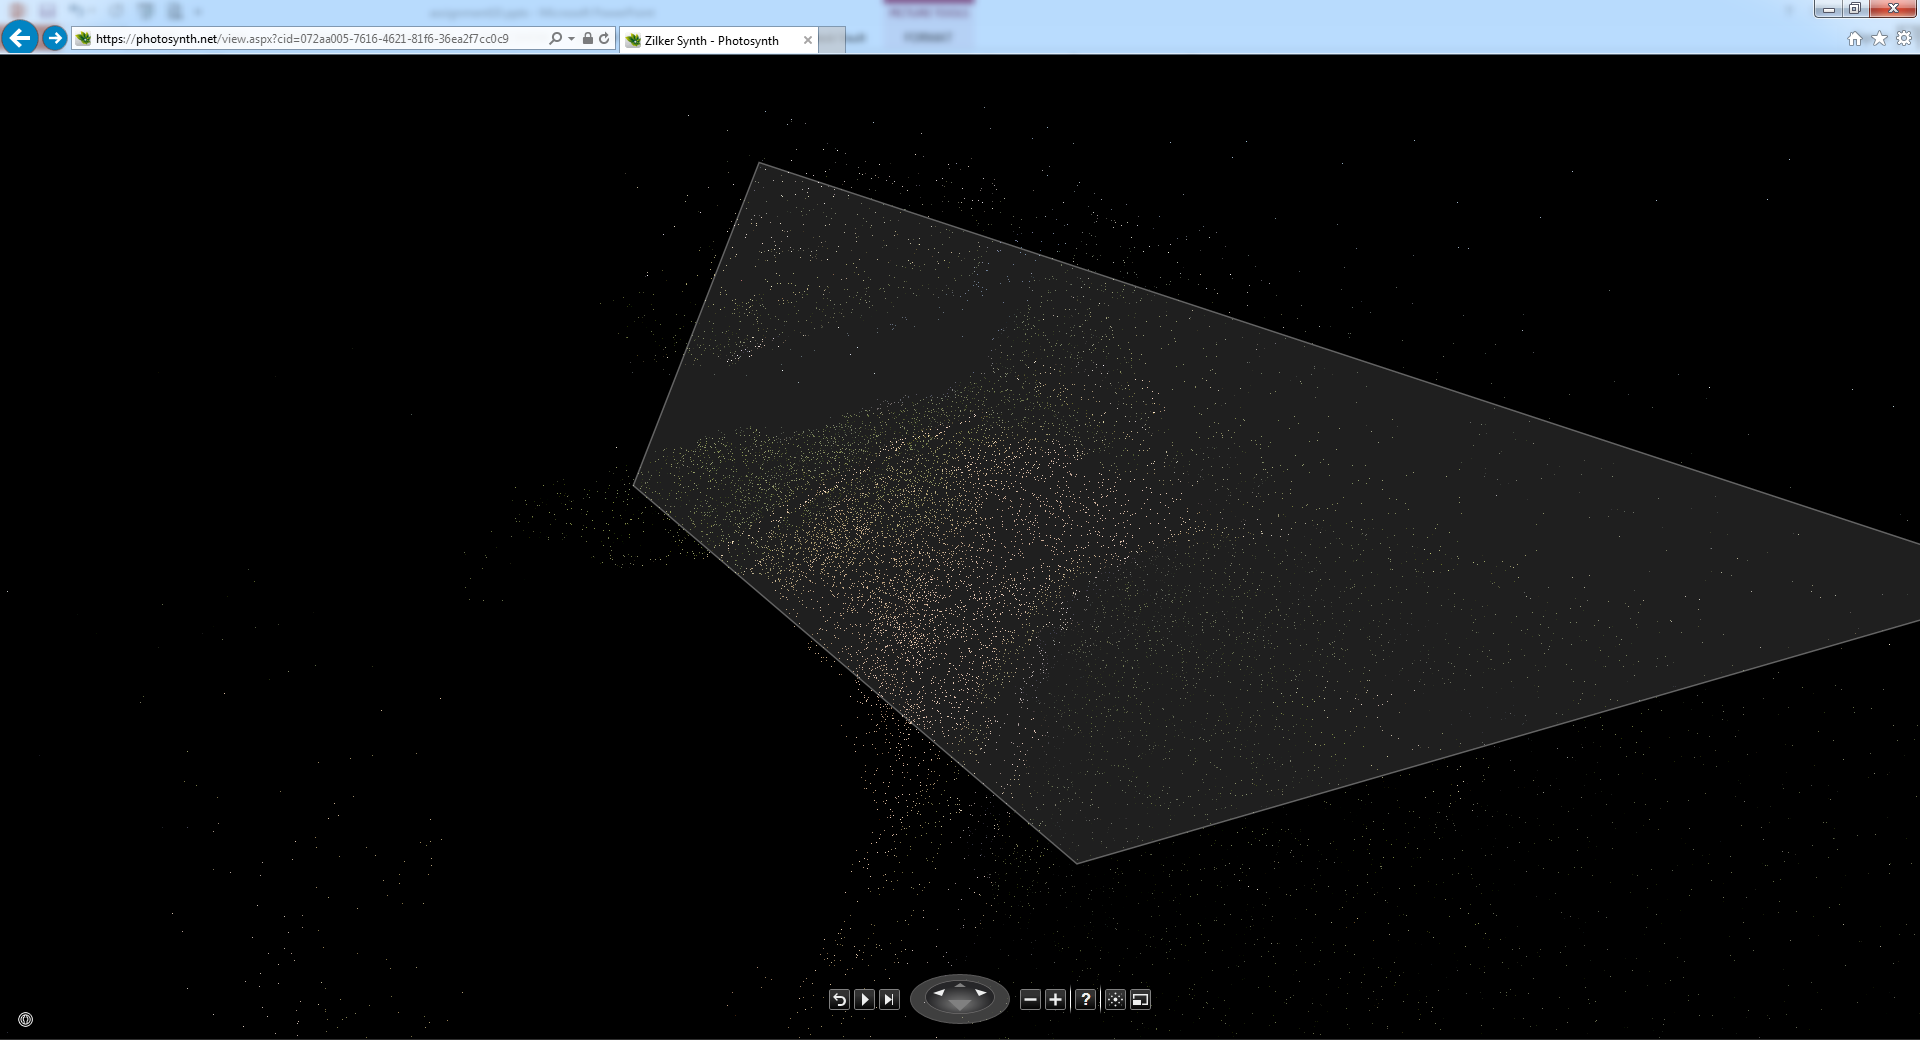 https://photosynth.net/view.aspx?cid=072aa005-7616-4621-81f6-36ea2f7cc0c9
Zilker Synth - Photosynth
?